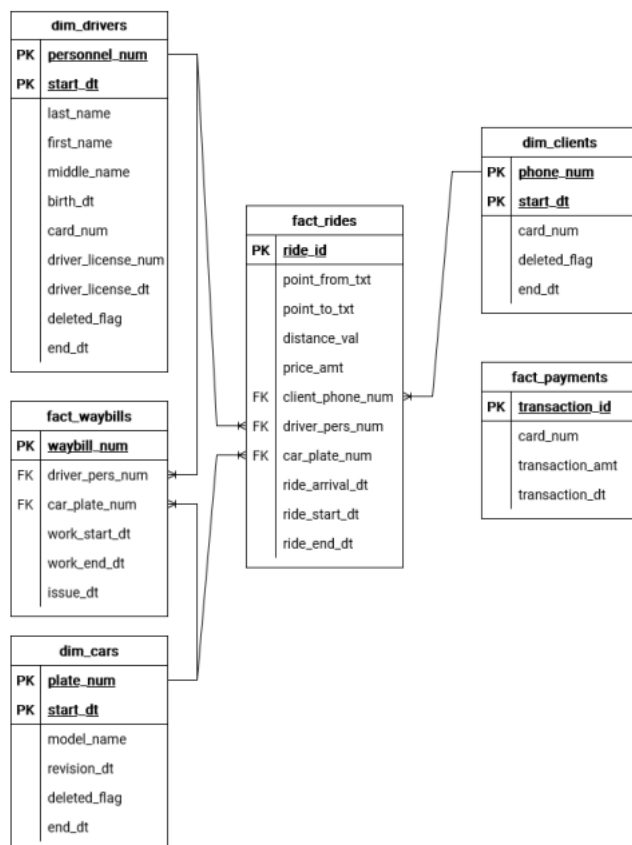 dim_drivers
PK personnel_num
PK start_dt
last_name
first_name
middle_name
birth_dt
card_num
driver_license_num
driver_license_dt
deleted_flag
end_dt
fact_waybills
PK waybill_num
FK driver_pers_num
FK car_plate_num
work_start_dt
work_end_dt
issue_dt
dim_cars
PK plate_num
PK start_dt
model_name
revision_dt
deleted_flag
end_dt
fact_rides
PK ride_id
point_from_txt
point_to_txt
distance_val
price_amt
FK client_phone_num
FK driver_pers_num
FK car_plate_num
ride_arrival_dt
ride_start_dt
ride_end_dt
dim_clients
PK phone_num
PK start_dt
card_num
deleted_flag
end_dt
fact_payments
PK transaction_id
card_num
transaction_amt
transaction_dt